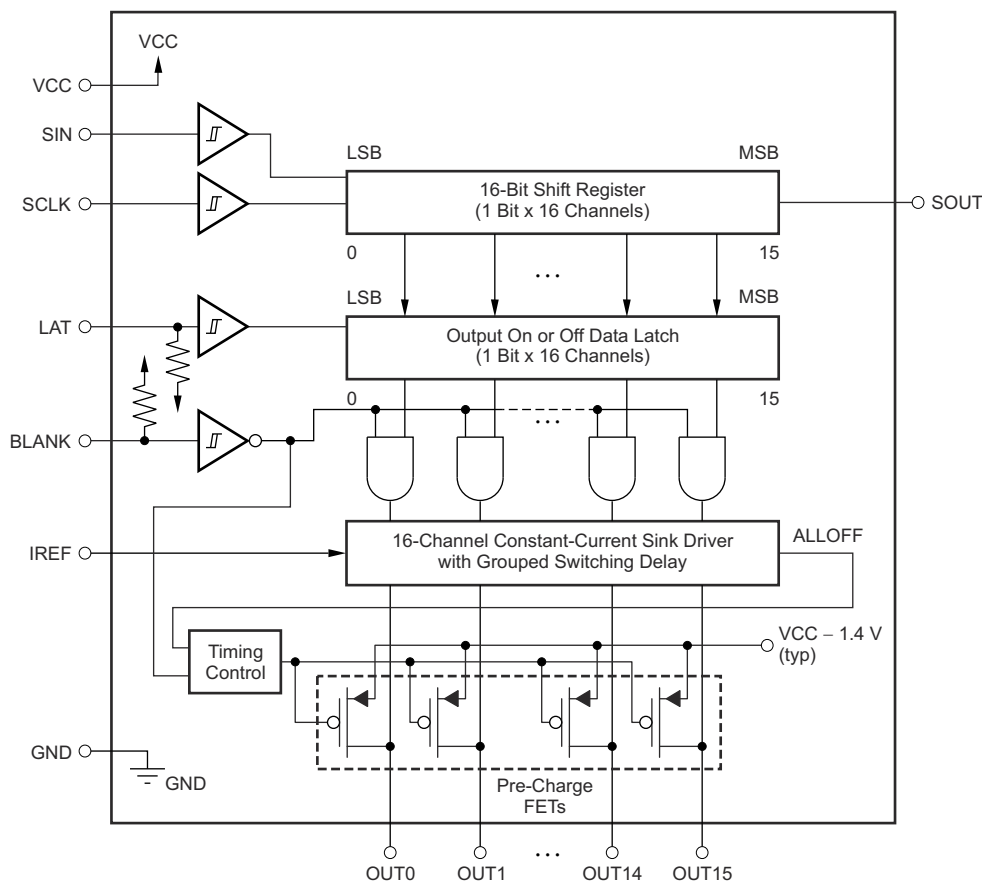 VCC
VCC
SIN
LSB
MSB
16-Bit Shift Register
(1 Bit x 16 Channels)
SCLK
SOUT
0
...
15
LSB
MSB
LAT
Output On or Off Data Latch
(1 Bit x 16 Channels)
0
...
15
BLANK
IREF
16-Channel Constant-Current Sink Driver
with Grouped Switching Delay
ALLOFF
VCC – 1.4 V
(typ)
Timing
Control
GND
GND
Pre-Charge
FETs
OUT0
OUT1
...
OUT14
OUT15